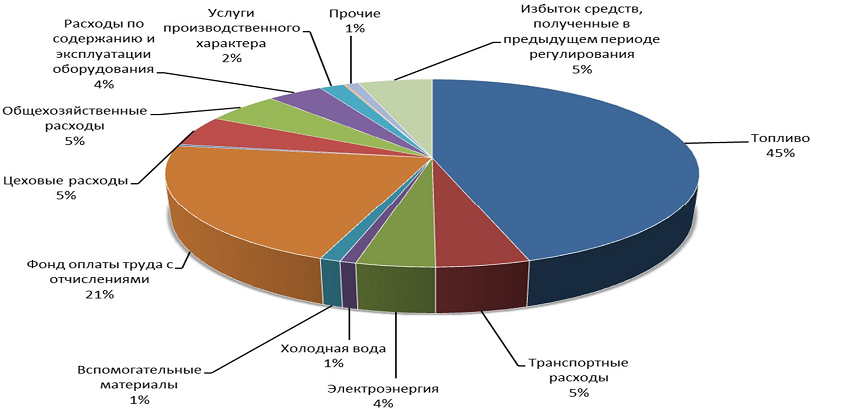 Расходы по
содержанию и
эксплуатации
оборудования
4%
Услуги
производственного
характера
2%
Прочие
1%
Избыток средств,
полученные в
предыдущем периоде
регулирования
5%
Общехозяйственные
расходы
5%
Топливо
45%
Цеховые расходы
5%
Фонд оплаты труда с
отчислениями
21%
Вспомогательные
материалы
1%
Холодная вода
1%
Электроэнергия
4%
Транспортные
расходы
5%